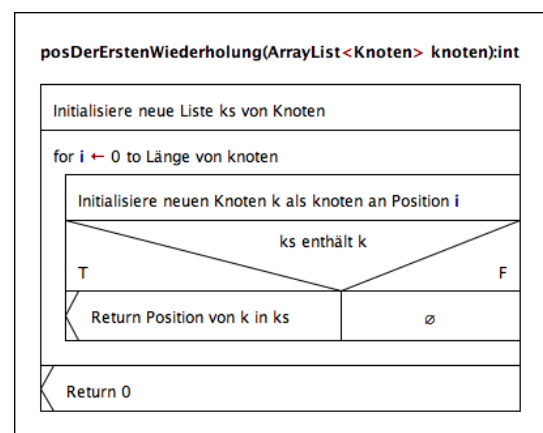 posDerErstenWiederholung(ArrayList<Knoten> knoten):int
Initialisiere neue Liste ks von Knoten
for i ← 0 to Länge von knoten
Initialisiere neuen Knoten k als knoten an Position i
ks enthält k
T F
Return Position von k in ks ∅
Return 0